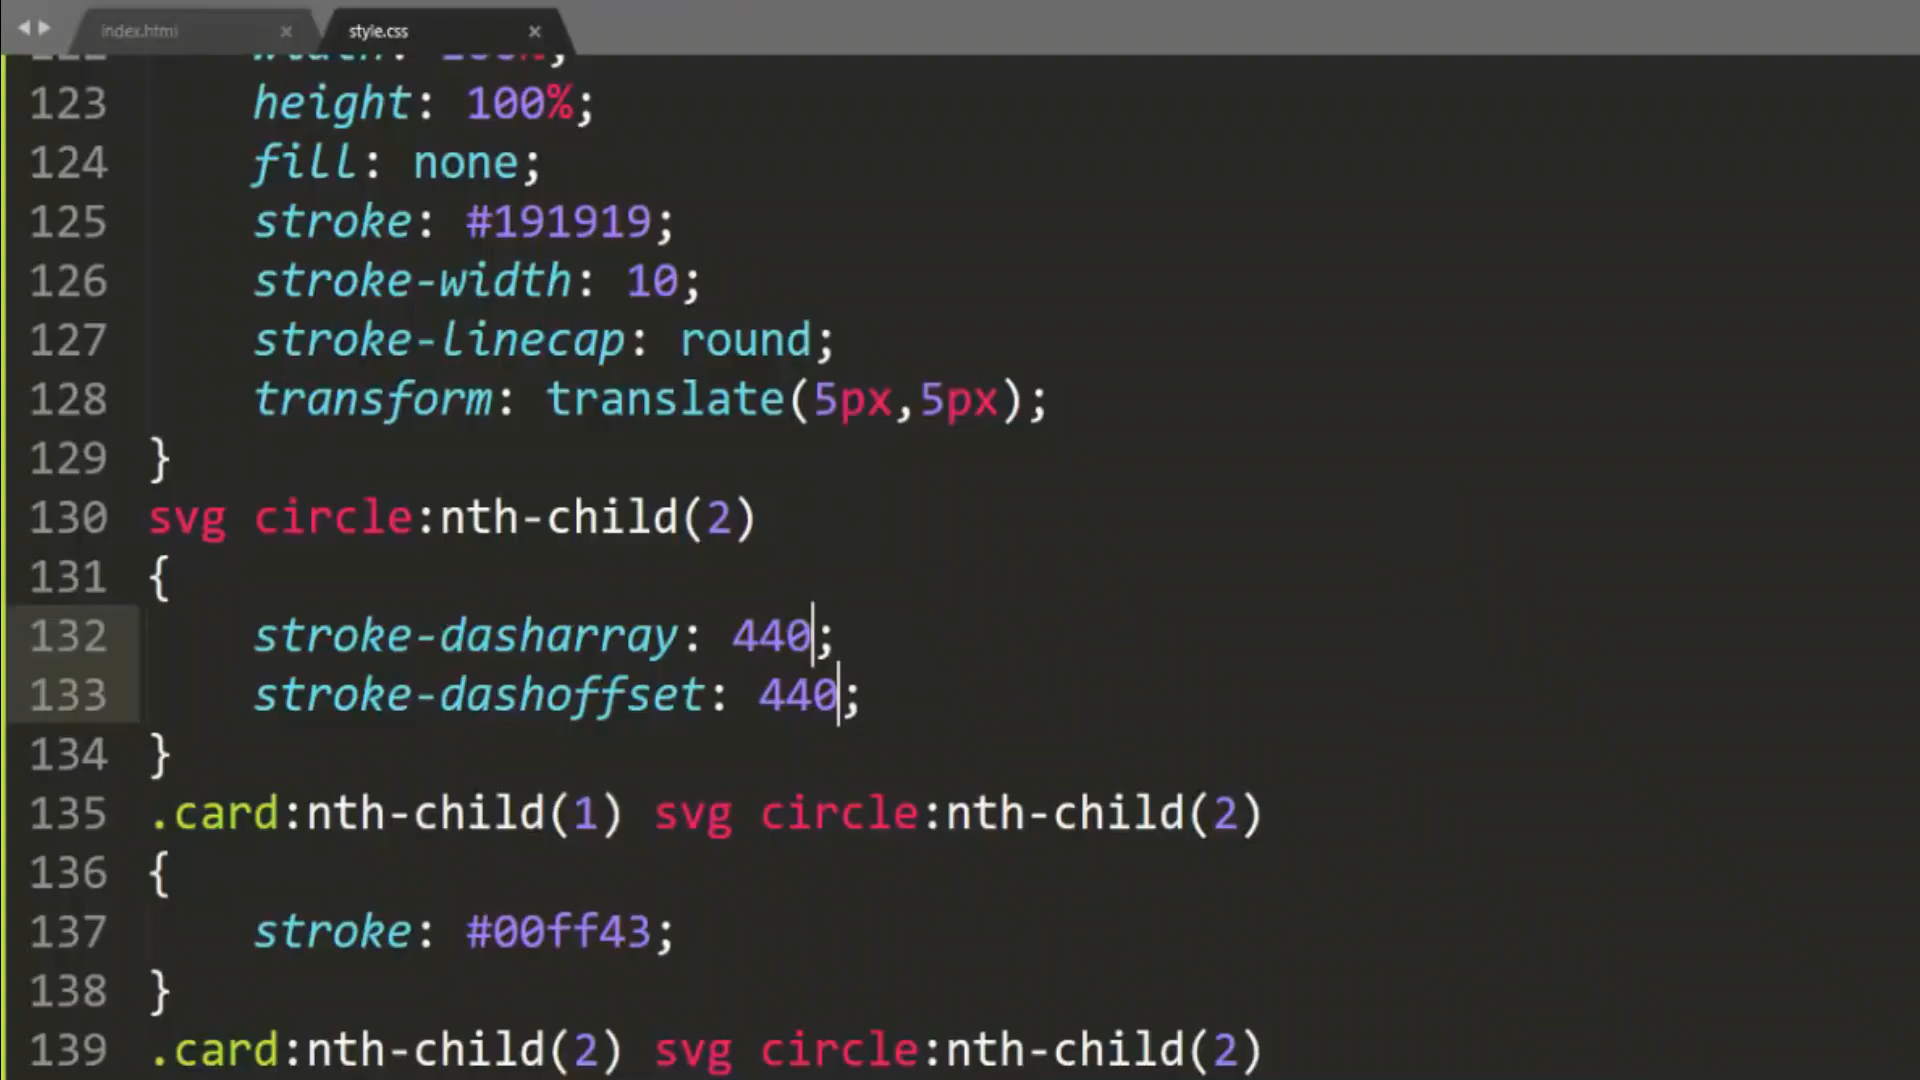 index.html × style.css ×
122 width: 100%;
123 height: 100%;
124 fill: none;
125 stroke: #191919;
126 stroke-width: 10;
127 stroke-linecap: round;
128 transform: translate(5px,5px);
129 }
130 svg circle:nth-child(2)
131 {
132 stroke-dasharray: 440;
133 stroke-dashoffset: 440;
134 }
135 .card:nth-child(1) svg circle:nth-child(2)
136 {
137 stroke: #00ff43;
138 }
139 .card:nth-child(2) svg circle:nth-child(2)